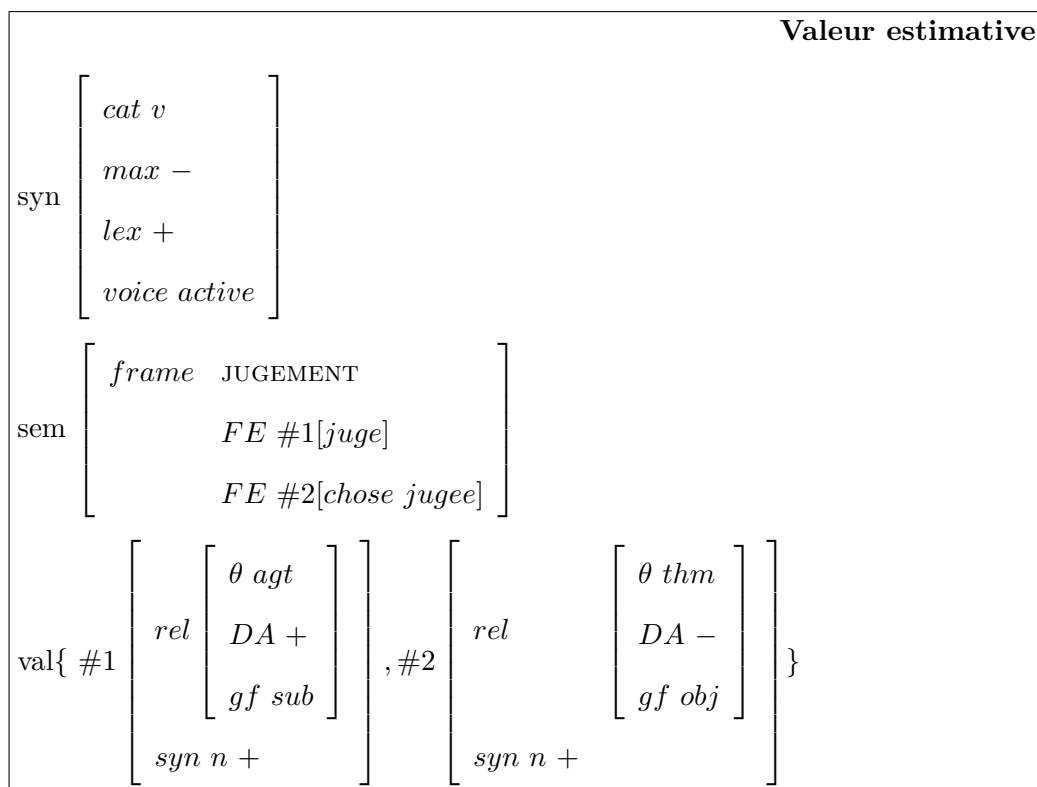 Valeur estimative
cat v
max −
syn
lex +
voice active
frame JUGEMENT
sem FE #1[juge]
FE #2[chose jugee]
θ agt θ thm
rel DA + rel DA −
val{ #1 , #2 }
gf sub gf obj
syn n + syn n +